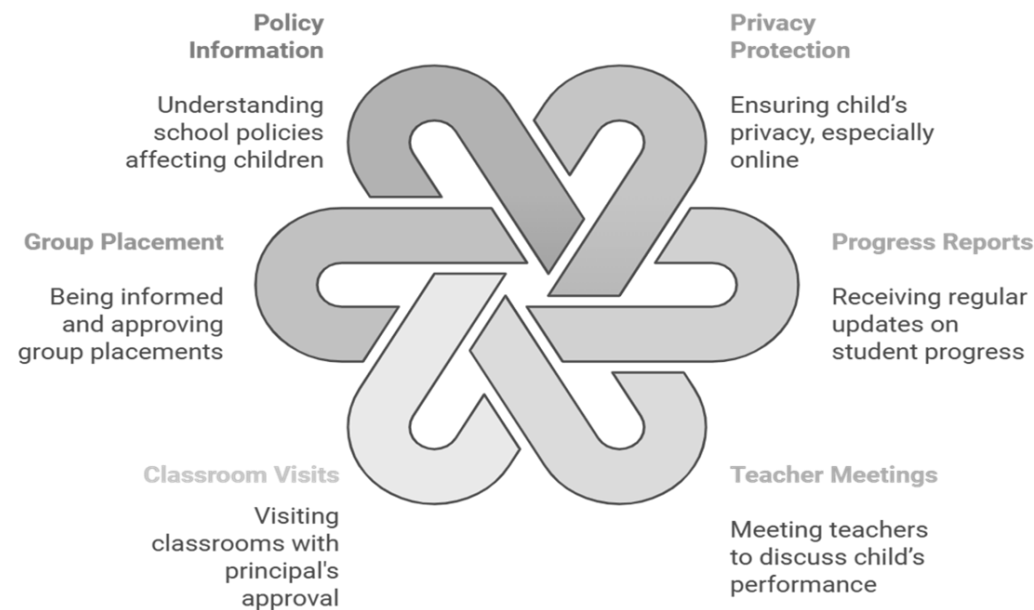 Policy
Information
Understanding
school policies
affecting children
Privacy
Protection
Ensuring child’s
privacy, especially
online
Group Placement
Being informed
and approving
group placements
Progress Reports
Receiving regular
updates on
student progress
Classroom Visits
Visiting
classrooms with
principal's
approval
Teacher Meetings
Meeting teachers
to discuss child’s
performance